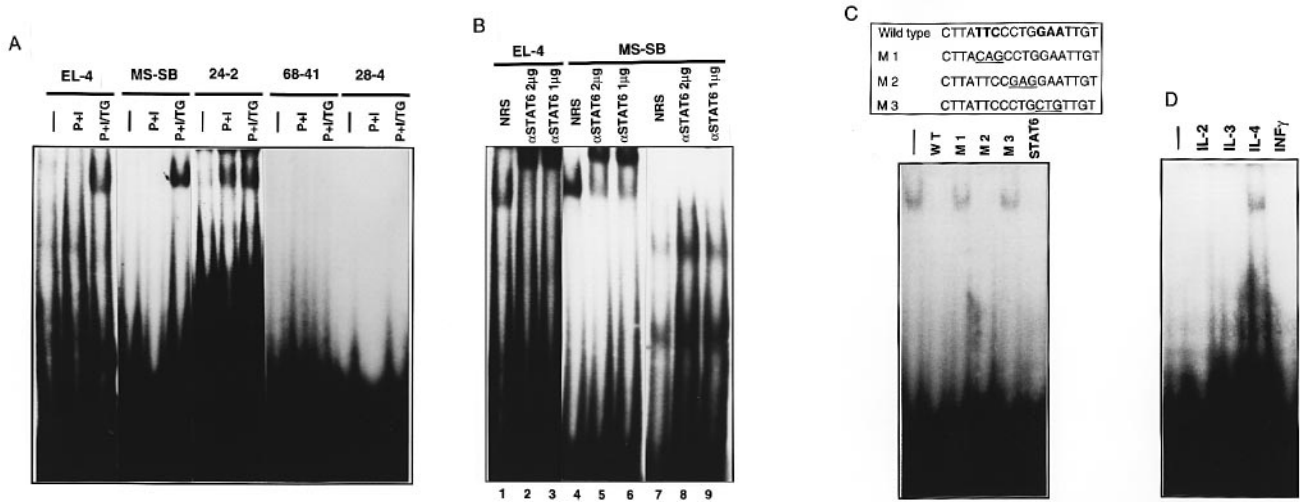 A
EL-4 MS-SB 24-2 68-41 28-4
— P+I P+I/TG — P+I P+I/TG — P+I P+I/TG — P+I P+I/TG — P+I P+I/TG
B
EL-4 MS-SB
NRS αSTAT6 2µg αSTAT6 1µg NRS αSTAT6 2µg αSTAT6 1µg NRS αSTAT6 2µg αSTAT6 1µg
1 2 3 4 5 6 7 8 9
C
Wild type CTTATTCCCTGGAATTGT
M 1 CTTACAGCCTGGAATTGT
M 2 CTTATTCCGAGGAATTGT
M 3 CTTATTCCCTGCTGTTGT
— WT M 1 M 2 M 3 STAT6
D
— IL-2 IL-3 IL-4 INFγ